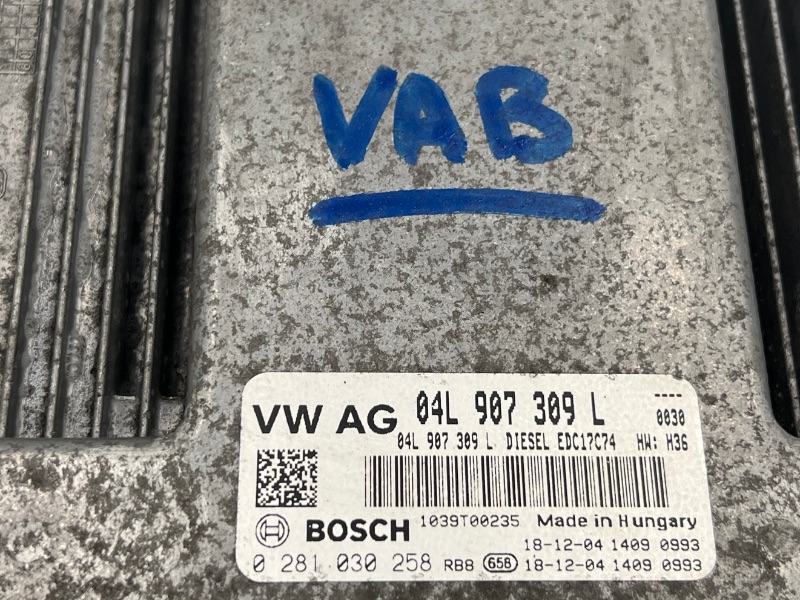 VAB
VW AG 04L 907 309 L ----
0030
04L 907 309 L DIESEL EDC17C74 HW: H36
BOSCH 1039T00235 Made in Hungary
18-12-04 1409 0993
0 281 030 258 RB8 658 18-12-04 1409 0993